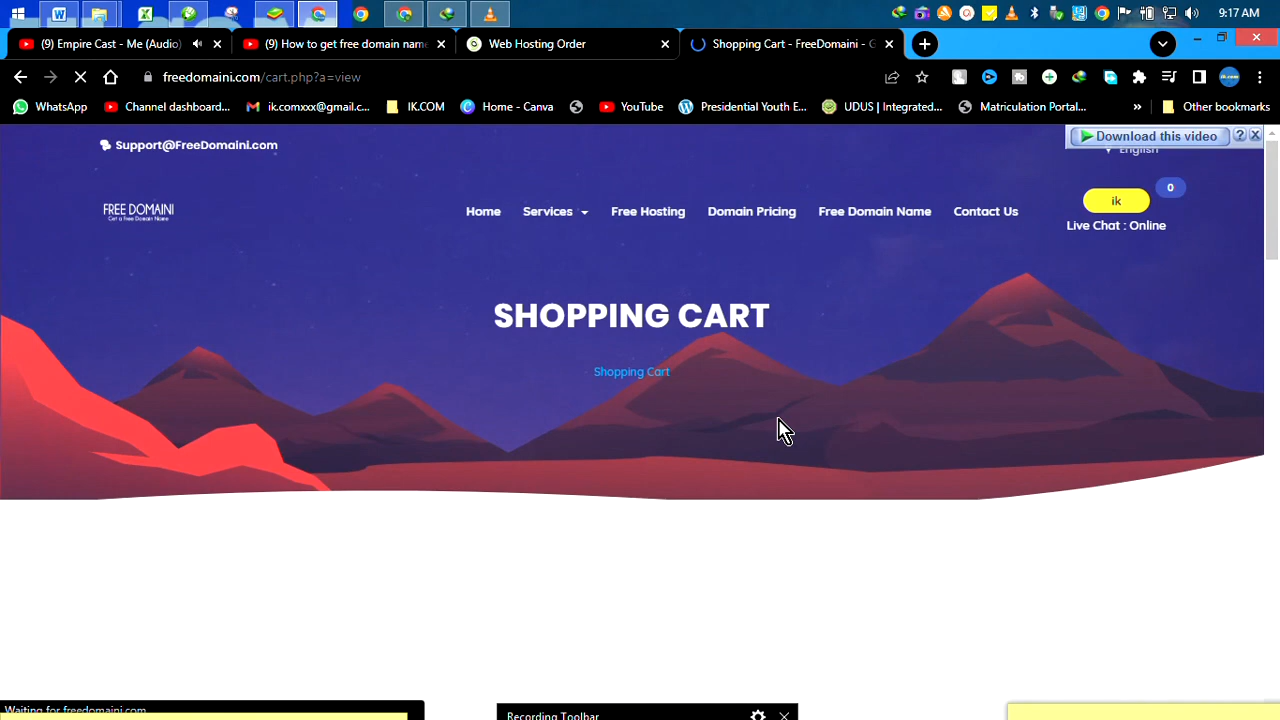 9:17 AM
(9) Empire Cast - Me (Audio)
(9) How to get free domain name
Web Hosting Order
Shopping Cart - FreeDomaini - G
freedomaini.com/cart.php?a=view
WhatsApp
Channel dashboard...
ik.comxxx@gmail.c...
IK.COM
Home - Canva
YouTube
Presidential Youth E...
UDUS | Integrated...
Matriculation Portal...
»
Other bookmarks
Support@FreeDomaini.com
Download this video
English
FREE DOMAINI
Get a Free Domain Name
Home
Services
Free Hosting
Domain Pricing
Free Domain Name
Contact Us
ik
0
Live Chat : Online
SHOPPING CART
Shopping Cart
Waiting for freedomaini.com
Recording Toolbar